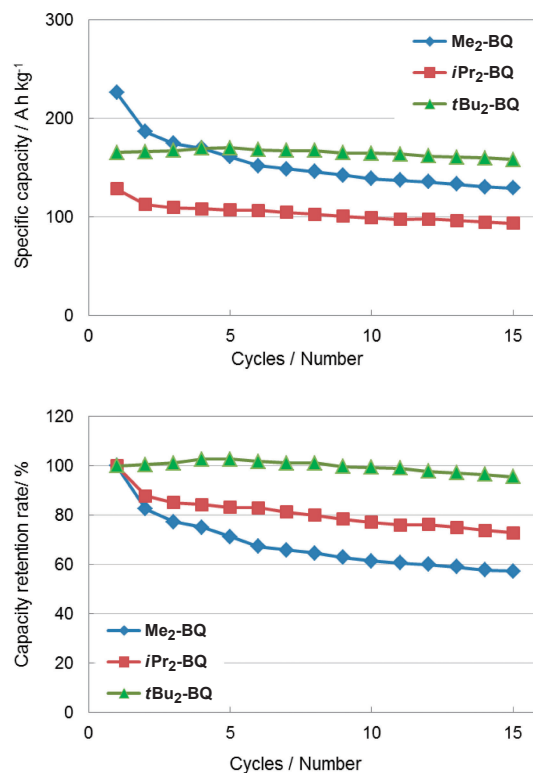 300
200
100
0
Specific capacity / A h kg⁻¹
Me₂-BQ
iPr₂-BQ
tBu₂-BQ
0 5 10 15
Cycles / Number
120
100
80
60
40
20
0
Capacity retention rate/ %
Me₂-BQ
iPr₂-BQ
tBu₂-BQ
0 5 10 15
Cycles / Number